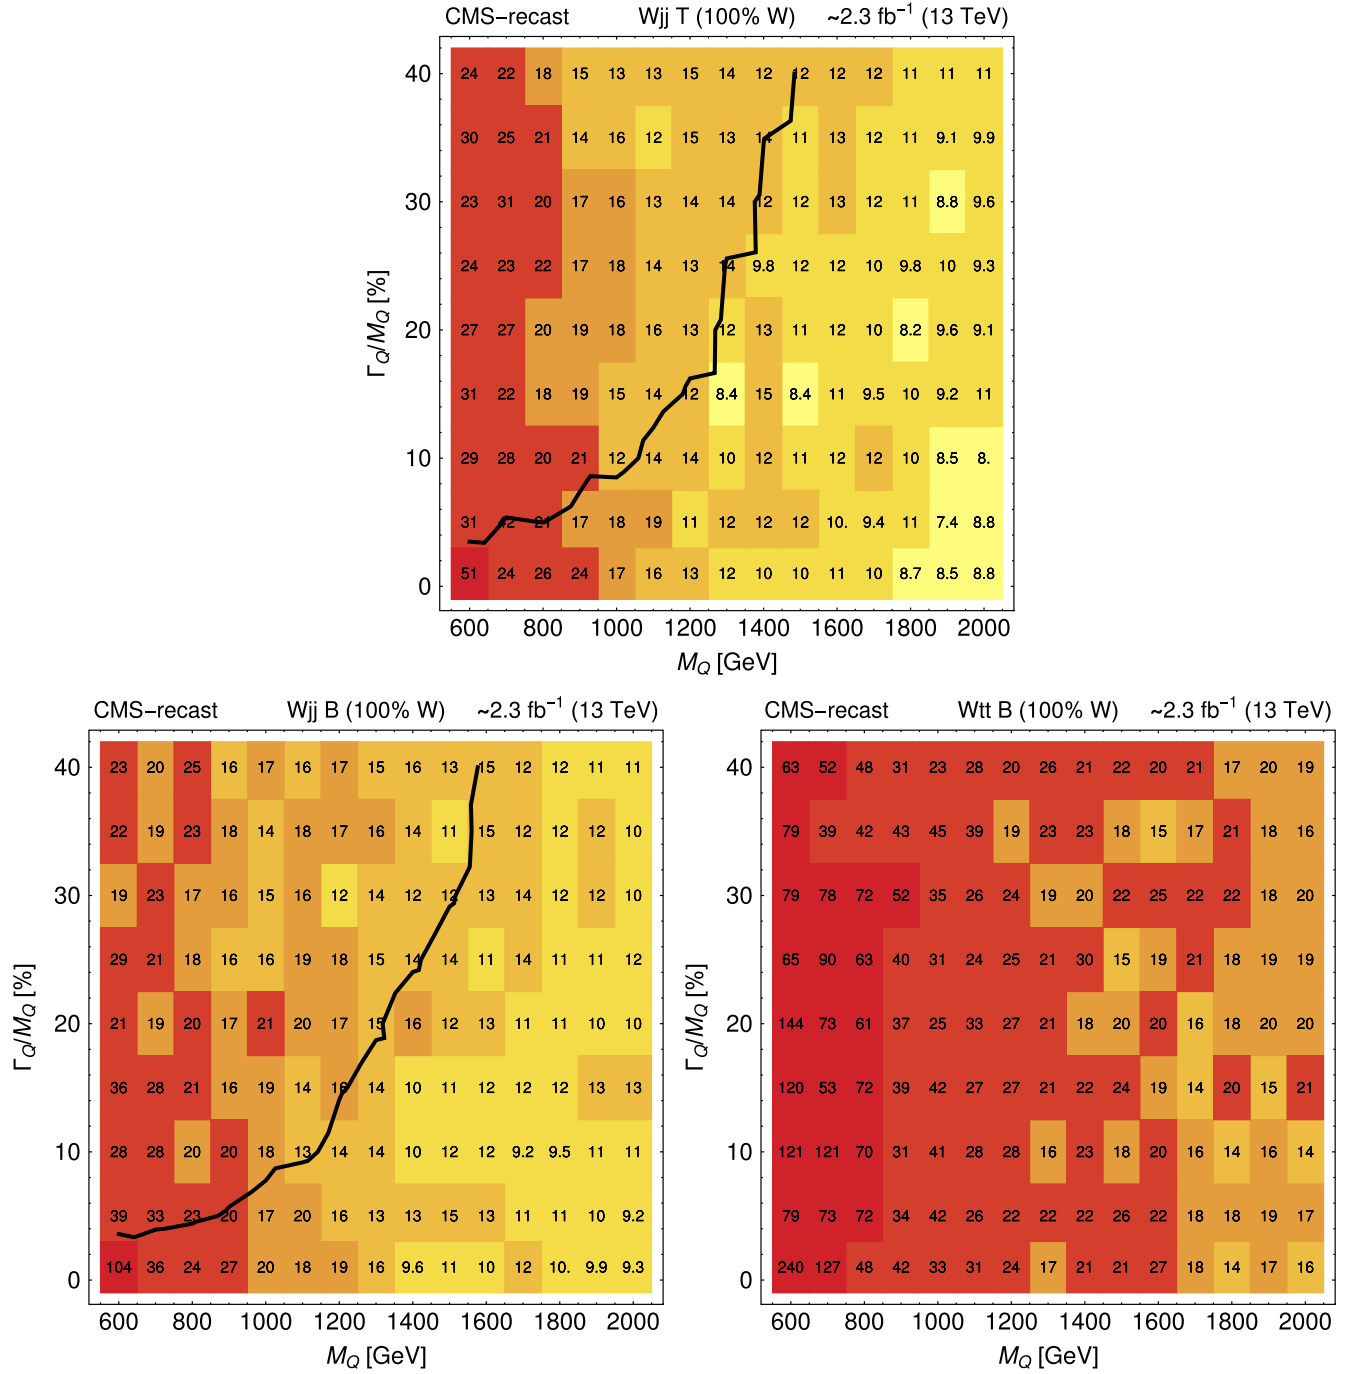 CMS−recast Wjj T (100% W) ~2.3 fb⁻¹ (13 TeV)
40 24 22 18 15 13 13 15 14 12 12 12 12 11 11 11
30 25 21 14 16 12 15 13 14 11 13 12 11 9.1 9.9
30 23 31 20 17 16 13 14 14 12 12 13 12 11 8.8 9.6
24 23 22 17 18 14 13 14 9.8 12 12 10 9.8 10 9.3
20 27 27 20 19 18 16 13 12 13 11 12 10 8.2 9.6 9.1
31 22 18 19 15 14 12 8.4 15 8.4 11 9.5 10 9.2 11
10 29 28 20 21 12 14 14 10 12 11 12 12 10 8.5 8.
31 42 21 17 18 19 11 12 12 12 10. 9.4 11 7.4 8.8
0 51 24 26 24 17 16 13 12 10 10 11 10 8.7 8.5 8.8
Γ_Q/M_Q [%]
600 800 1000 1200 1400 1600 1800 2000
M_Q [GeV]
CMS−recast Wjj B (100% W) ~2.3 fb⁻¹ (13 TeV)
40 23 20 25 16 17 16 17 15 16 13 15 12 12 11 11
22 19 23 18 14 18 17 16 14 11 15 12 12 12 10
30 19 23 17 16 15 16 12 14 12 12 13 14 12 12 10
29 21 18 16 16 19 18 15 14 14 11 14 11 11 12
20 21 19 20 17 21 20 17 15 16 12 13 11 11 10 10
36 28 21 16 19 14 16 14 10 11 12 12 12 13 13
10 28 28 20 20 18 13 14 14 10 12 12 9.2 9.5 11 11
39 33 23 20 17 20 16 13 13 15 13 11 11 10 9.2
0 104 36 24 27 20 18 19 16 9.6 11 10 12 10. 9.9 9.3
Γ_Q/M_Q [%]
600 800 1000 1200 1400 1600 1800 2000
M_Q [GeV]
CMS−recast Wtt B (100% W) ~2.3 fb⁻¹ (13 TeV)
40 63 52 48 31 23 28 20 26 21 22 20 21 17 20 19
79 39 42 43 45 39 19 23 23 18 15 17 21 18 16
30 79 78 72 52 35 26 24 19 20 22 25 22 22 18 20
65 90 63 40 31 24 25 21 30 15 19 21 18 19 19
20 144 73 61 37 25 33 27 21 18 20 20 16 18 20 20
120 53 72 39 42 27 27 21 22 24 19 14 20 15 21
10 121 121 70 31 41 28 28 16 23 18 20 16 14 16 14
79 73 72 34 42 26 22 22 22 26 22 18 18 19 17
0 240 127 48 42 33 31 24 17 21 21 27 18 14 17 16
Γ_Q/M_Q [%]
600 800 1000 1200 1400 1600 1800 2000
M_Q [GeV]